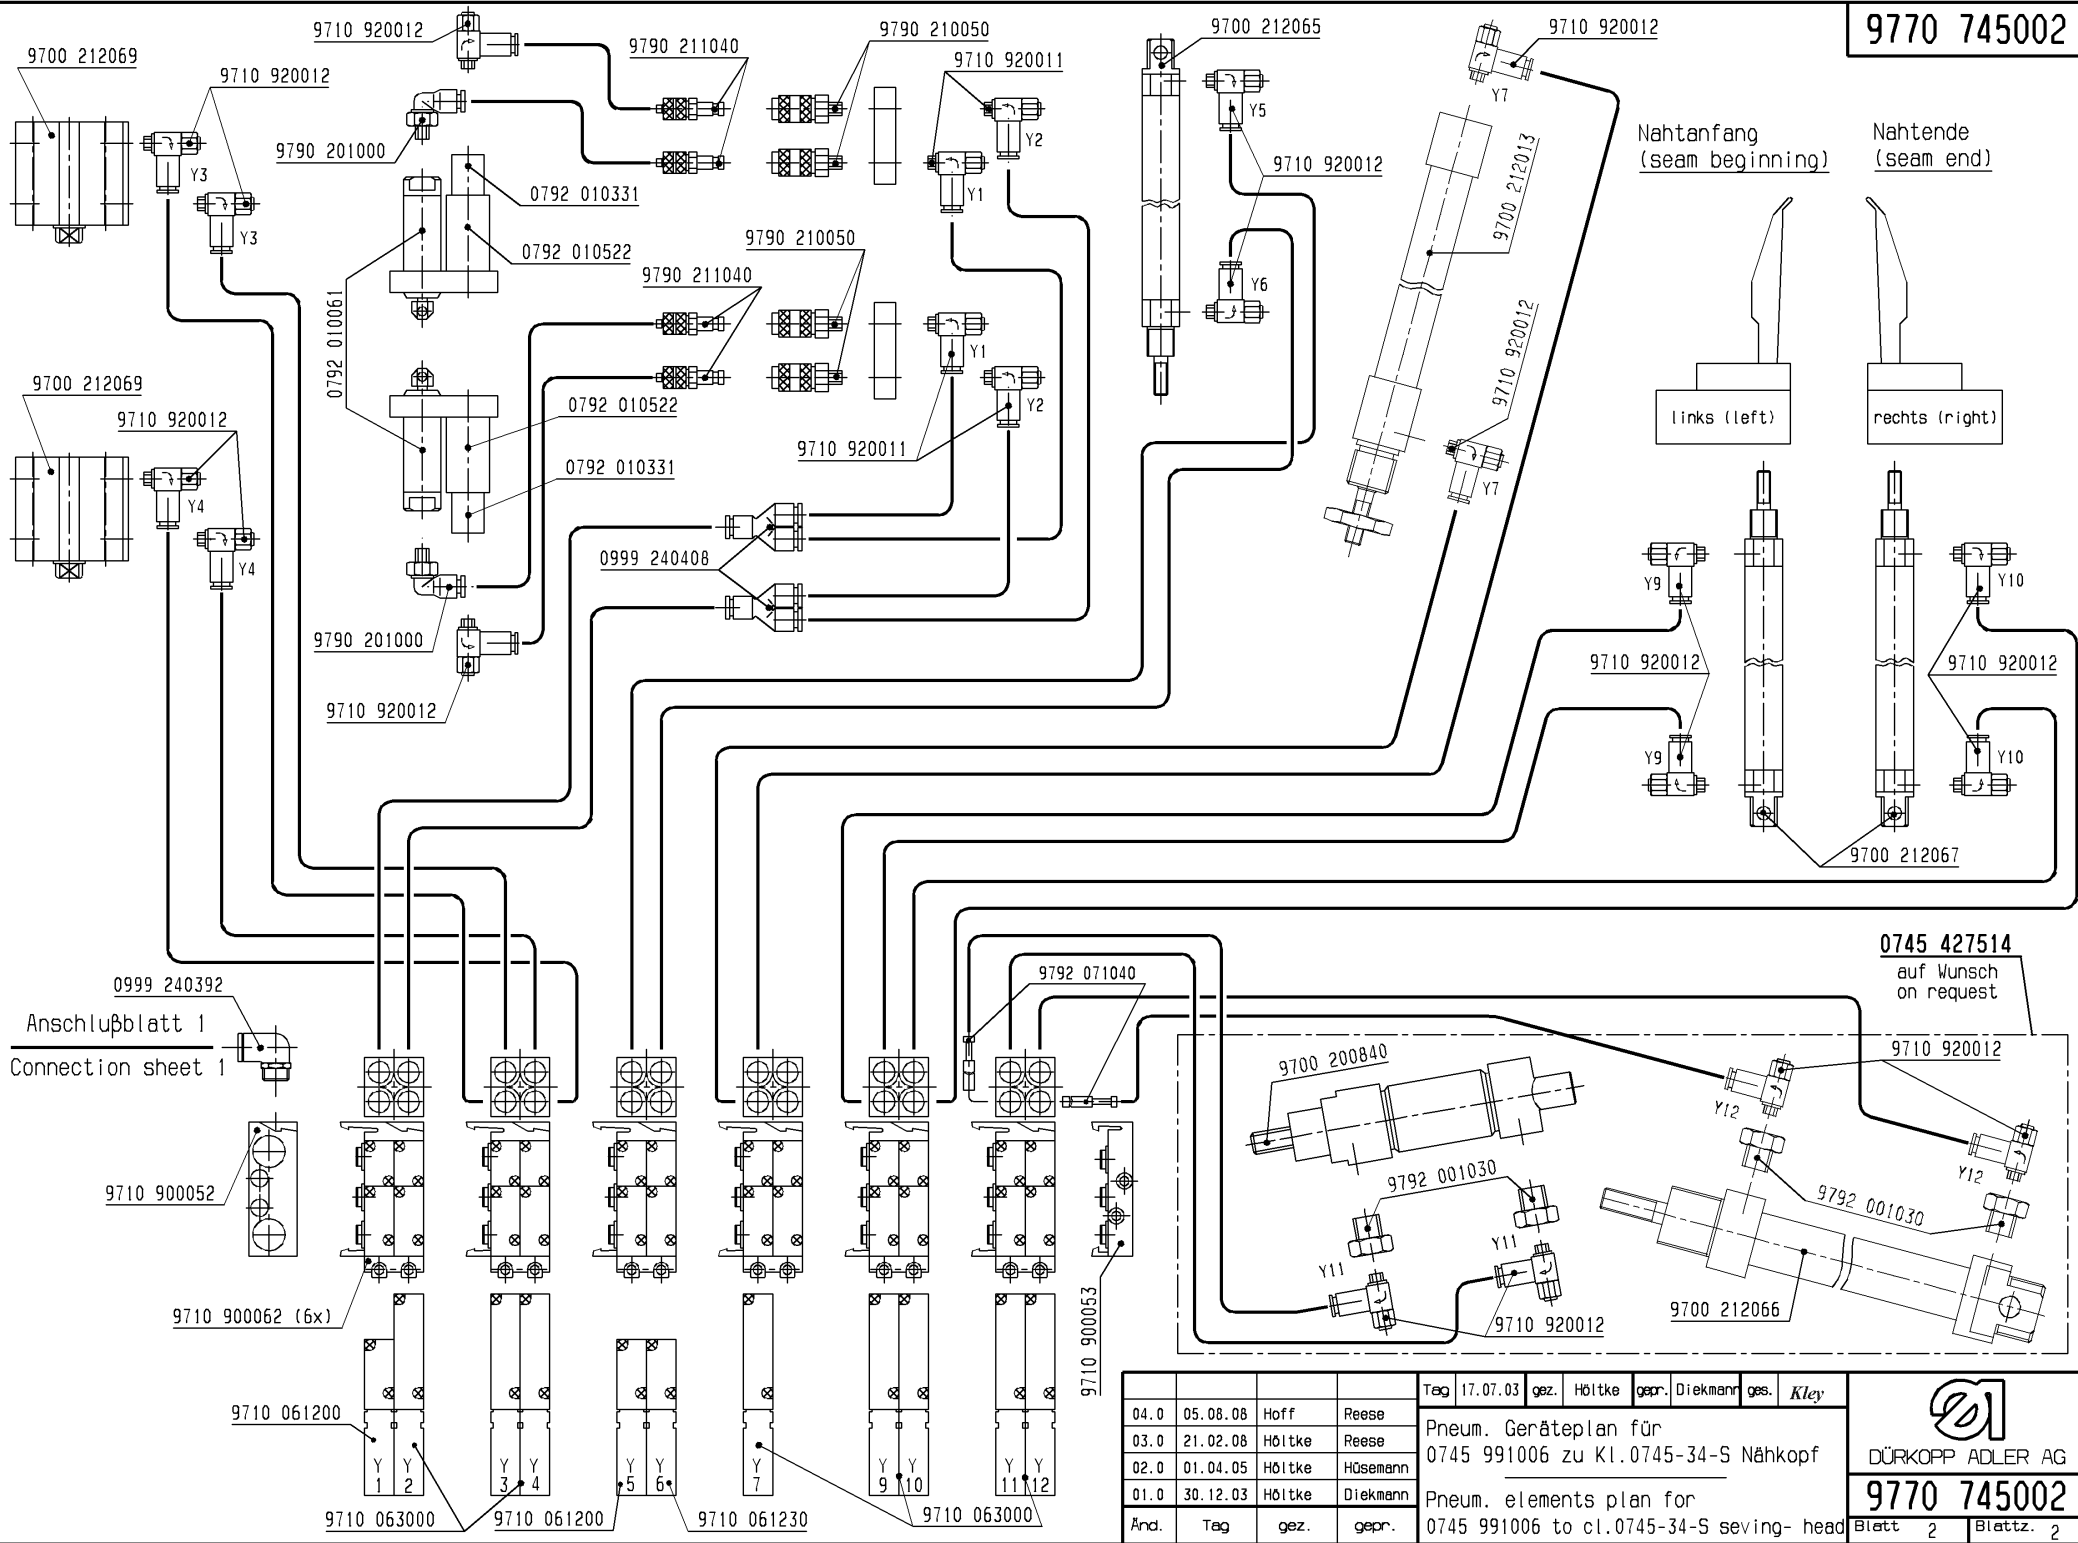 9770 745002
9700 212069
9710 920012
9710 920012
9790 211040
9790 210050
9710 920011
9700 212065
9710 920012
Y3
Y3
9790 201000
0792 010331
0792 010522
0792 010061
9790 210050
9790 211040
Y2
Y1
Y5
9710 920012
Y6
Y7
9700 212013
9710 920012
Y7
Nahtanfang
(seam beginning)
Nahtende
(seam end)
links (left)
rechts (right)
9700 212069
9710 920012
Y4
Y4
0792 010522
0792 010331
Y1
Y2
9710 920011
0999 240408
9790 201000
9710 920012
Y9
Y10
9710 920012
9710 920012
Y9
Y10
9700 212067
0999 240392
Anschlußblatt 1
Connection sheet 1
9710 900052
9710 900062 (6x)
9792 071040
9710 900053
0745 427514
auf Wunsch
on request
9700 200840
9710 920012
Y12
Y12
9792 001030
9792 001030
Y11
Y11
9710 920012
9700 212066
9710 061200
Y 1
Y 2
Y 3
Y 4
Y 5
Y 6
Y 7
Y 9
Y 10
Y 11
Y 12
9710 063000
9710 061200
9710 061230
9710 063000
Tag 17.07.03 gez. Höltke gepr. Diekmann ges. Kley
04.0 05.08.08 Hoff Reese
03.0 21.02.08 Höltke Reese
02.0 01.04.05 Höltke Hüsemann
01.0 30.12.03 Höltke Diekmann
Änd. Tag gez. gepr.
Pneum. Geräteplan für
0745 991006 zu Kl.0745-34-S Nähkopf
Pneum. elements plan for
0745 991006 to cl.0745-34-S seving- head
DÜRKOPP ADLER AG
9770 745002
Blatt 2 Blattz. 2